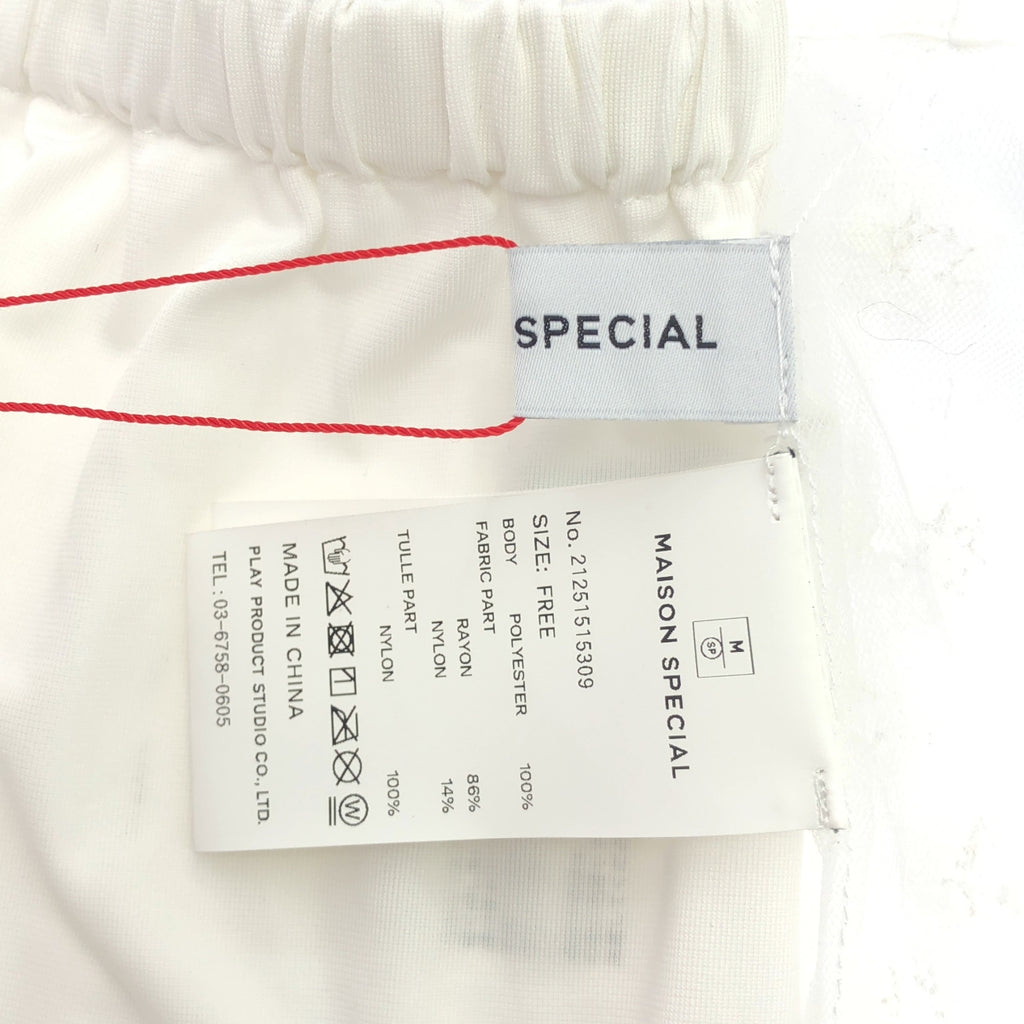 SPECIAL
M
SP
MAISON SPECIAL
No. 21251515309
SIZE: FREE
BODY POLYESTER 100%
FABRIC PART
RAYON 86%
NYLON 14%
TULLE PART
NYLON 100%
W
MADE IN CHINA
PLAY PRODUCT STUDIO CO., LTD.
TEL : 03-6758-0605